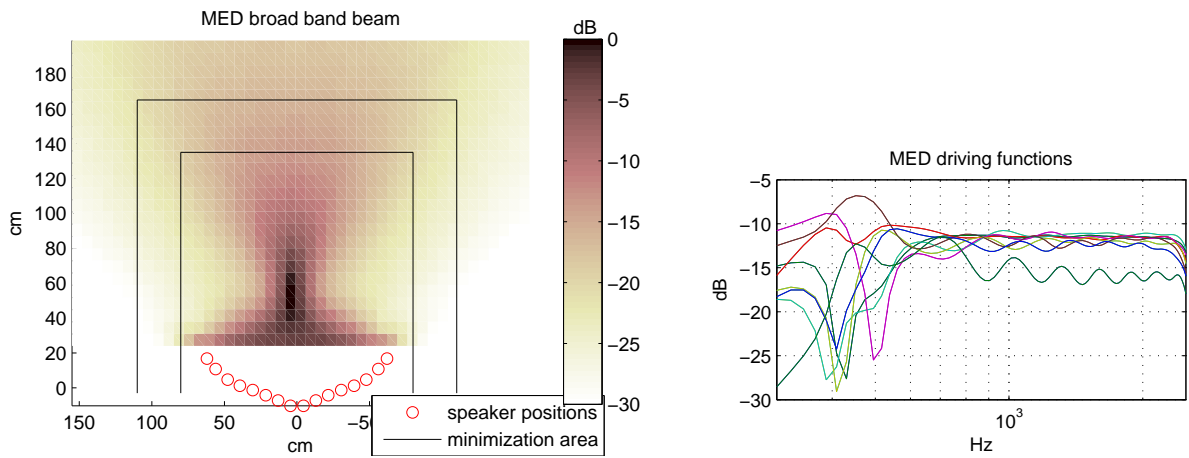 MED broad band beam
dB
0
−5
−10
−15
−20
−25
−30
180
160
140
120
100
80
60
40
20
0
cm
150 100 50 0
cm
speaker positions
minimization area
MED driving functions
−5
−10
−15
−20
−25
−30
dB
10³
Hz